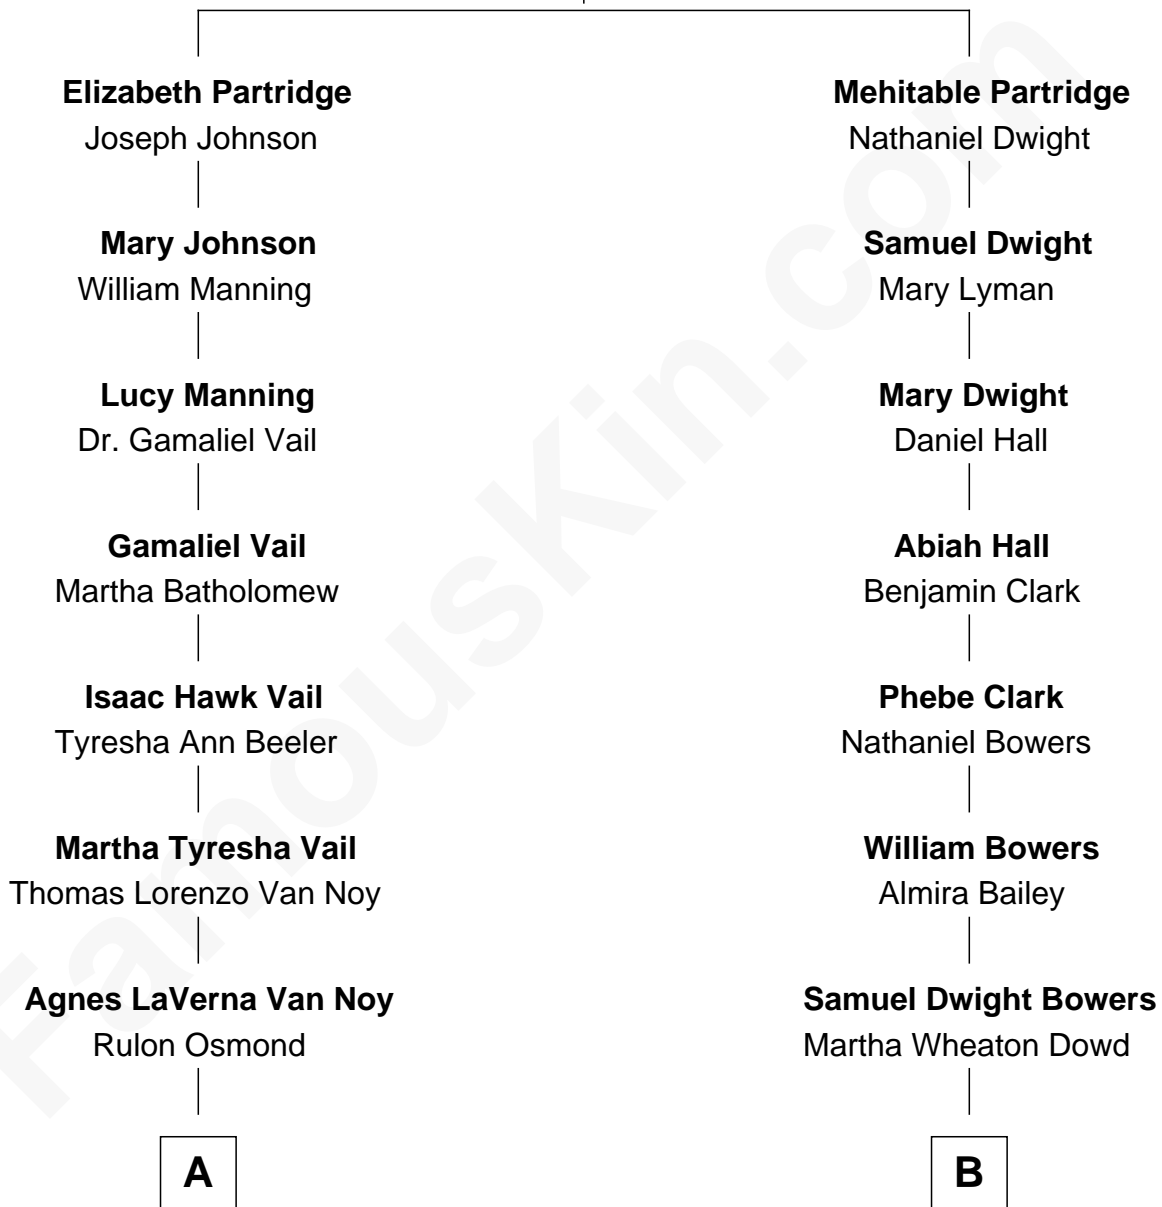 Elizabeth Partridge
Joseph Johnson
Mary Johnson
William Manning
Lucy Manning
Dr. Gamaliel Vail
Gamaliel Vail
Martha Batholomew
Isaac Hawk Vail
Tyresha Ann Beeler
Martha Tyresha Vail
Thomas Lorenzo Van Noy
Agnes LaVerna Van Noy
Rulon Osmond
A
Mehitable Partridge
Nathaniel Dwight
Samuel Dwight
Mary Lyman
Mary Dwight
Daniel Hall
Abiah Hall
Benjamin Clark
Phebe Clark
Nathaniel Bowers
William Bowers
Almira Bailey
Samuel Dwight Bowers
Martha Wheaton Dowd
B
FamousKin.com